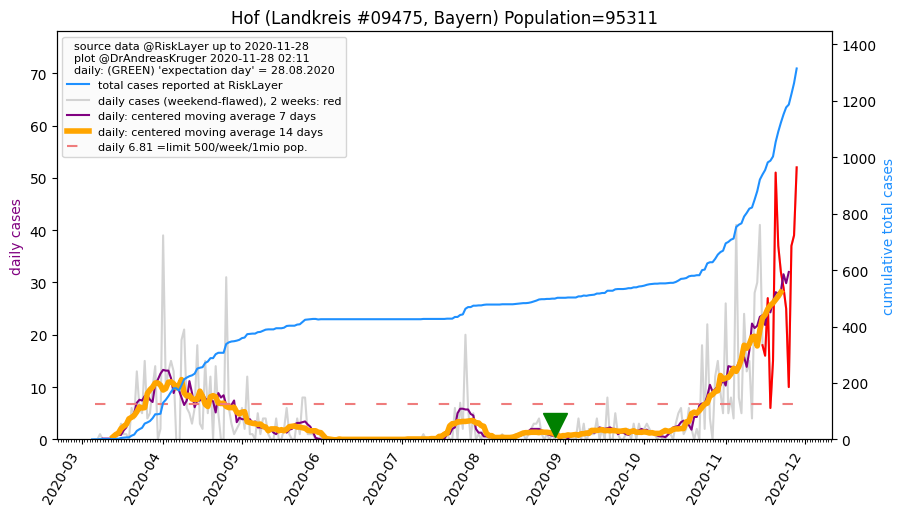 Hof (Landkreis #09475, Bayern) Population=95311
source data @RiskLayer up to 2020-11-28
plot @DrAndreasKruger 2020-11-28 02:11
daily: (GREEN) 'expectation day' = 28.08.2020
total cases reported at RiskLayer
daily cases (weekend-flawed), 2 weeks: red
daily: centered moving average 7 days
daily: centered moving average 14 days
daily 6.81 =limit 500/week/1mio pop.
daily cases
70
60
50
40
30
20
10
0
1400
1200
1000
800
600
400
200
0
cumulative total cases
2020-03
2020-04
2020-05
2020-06
2020-07
2020-08
2020-09
2020-10
2020-11
2020-12